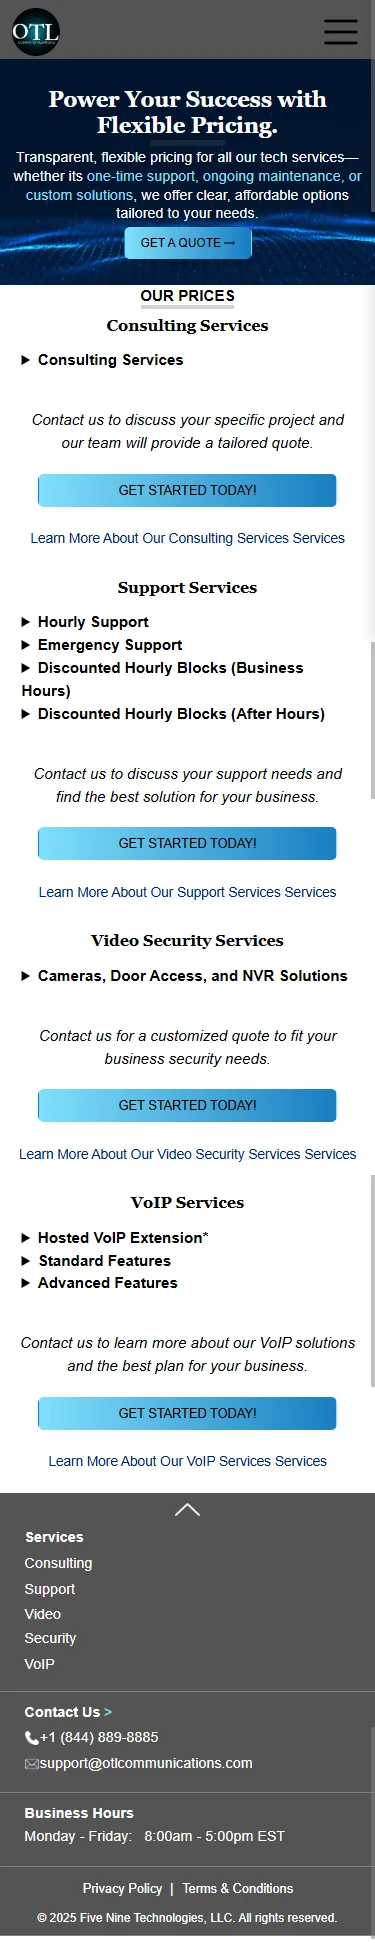 OTL
Power Your Success with
Flexible Pricing.
Transparent, flexible pricing for all our tech services—
whether its one-time support, ongoing maintenance, or
custom solutions, we offer clear, affordable options
tailored to your needs.
GET A QUOTE →
OUR PRICES
Consulting Services
▶ Consulting Services
Contact us to discuss your specific project and
our team will provide a tailored quote.
GET STARTED TODAY!
Learn More About Our Consulting Services Services
Support Services
▶ Hourly Support
▶ Emergency Support
▶ Discounted Hourly Blocks (Business
Hours)
▶ Discounted Hourly Blocks (After Hours)
Contact us to discuss your support needs and
find the best solution for your business.
GET STARTED TODAY!
Learn More About Our Support Services Services
Video Security Services
▶ Cameras, Door Access, and NVR Solutions
Contact us for a customized quote to fit your
business security needs.
GET STARTED TODAY!
Learn More About Our Video Security Services Services
VoIP Services
▶ Hosted VoIP Extension*
▶ Standard Features
▶ Advanced Features
Contact us to learn more about our VoIP solutions
and the best plan for your business.
GET STARTED TODAY!
Learn More About Our VoIP Services Services
Services
Consulting
Support
Video
Security
VoIP
Contact Us >
+1 (844) 889-8885
support@otlcommunications.com
Business Hours
Monday - Friday: 8:00am - 5:00pm EST
Privacy Policy | Terms & Conditions
© 2025 Five Nine Technologies, LLC. All rights reserved.